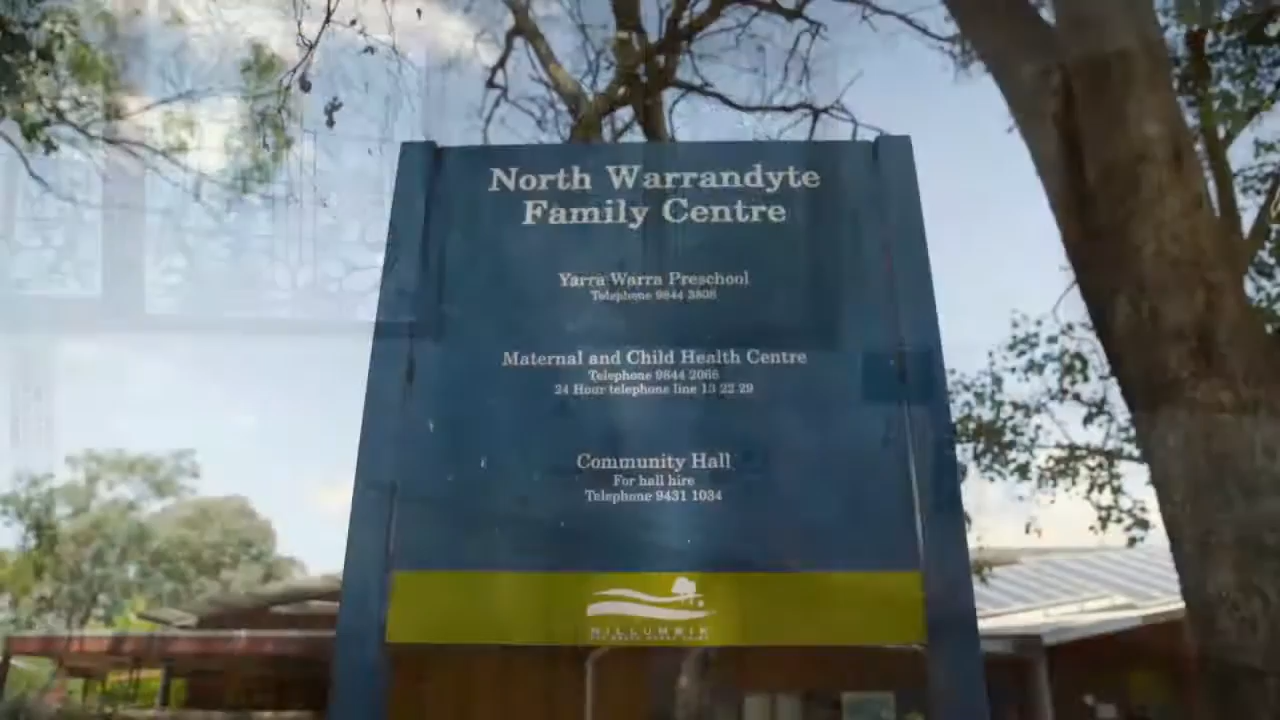 North Warrandyte
Family Centre
Yarra Warra Preschool
Telephone 9844 3808
Maternal and Child Health Centre
Telephone 9844 2066
24 Hour telephone line 13 22 29
Community Hall
For hall hire
Telephone 9431 1034
NILLUMBIK